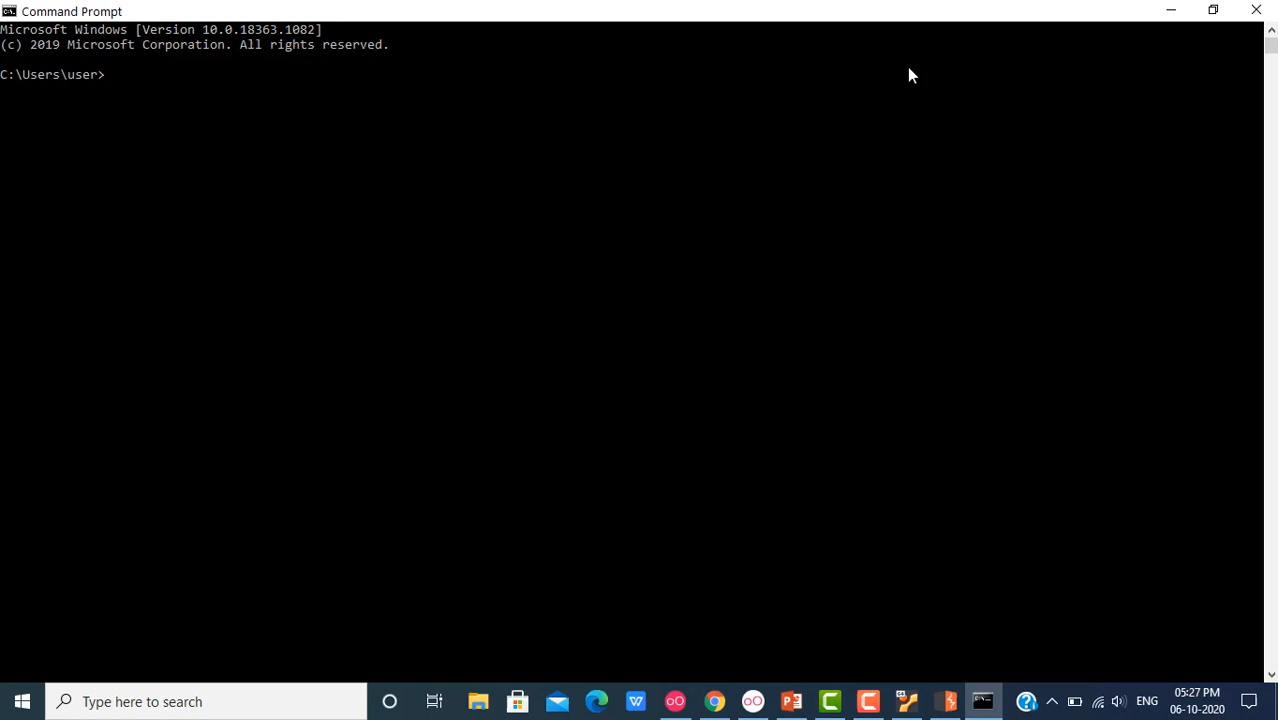 Command Prompt
Microsoft Windows [Version 10.0.18363.1082]
(c) 2019 Microsoft Corporation. All rights reserved.
C:\Users\user>
Type here to search
ENG
05:27 PM
06-10-2020